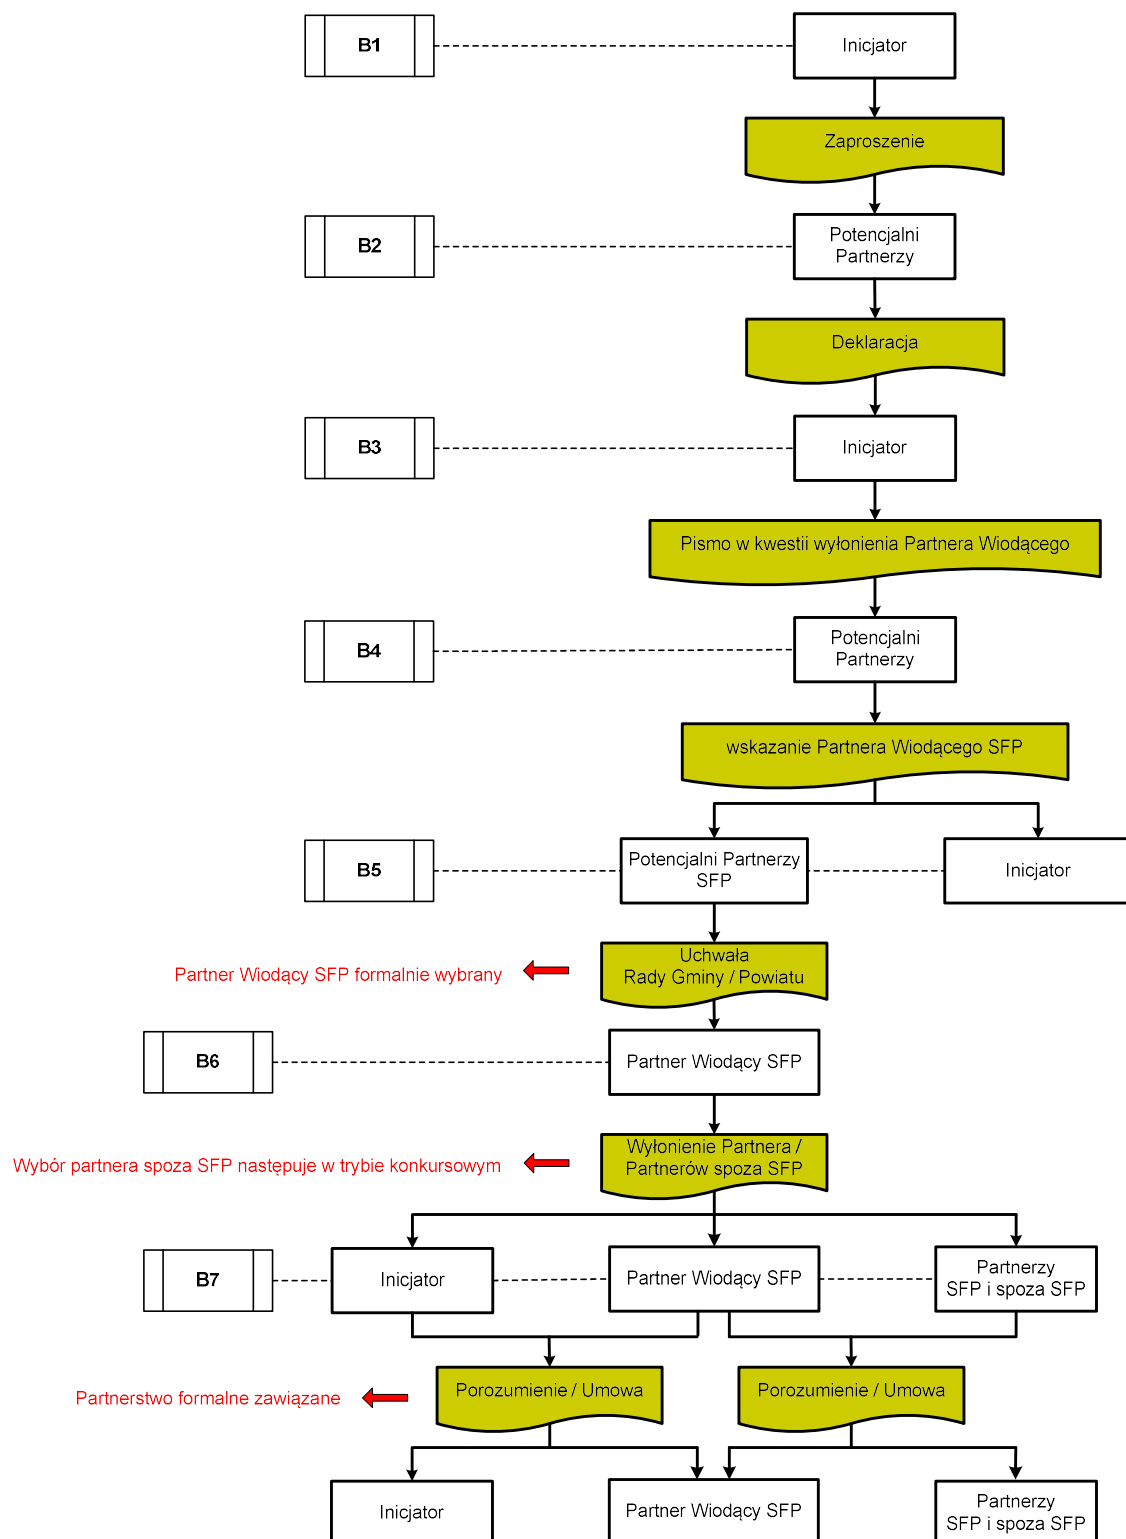 B1
Inicjator
Zaproszenie
B2
Potencjalni
Partnerzy
Deklaracja
B3
Inicjator
Pismo w kwestii wyłonienia Partnera Wiodącego
B4
Potencjalni
Partnerzy
wskazanie Partnera Wiodącego SFP
B5
Potencjalni Partnerzy
SFP
Inicjator
Partner Wiodący SFP formalnie wybrany
Uchwała
Rady Gminy / Powiatu
B6
Partner Wiodący SFP
Wybór partnera spoza SFP następuje w trybie konkursowym
Wyłonienie Partnera /
Partnerów spoza SFP
B7
Inicjator
Partner Wiodący SFP
Partnerzy
SFP i spoza SFP
Partnerstwo formalne zawiązane
Porozumienie / Umowa
Porozumienie / Umowa
Inicjator
Partner Wiodący SFP
Partnerzy
SFP i spoza SFP